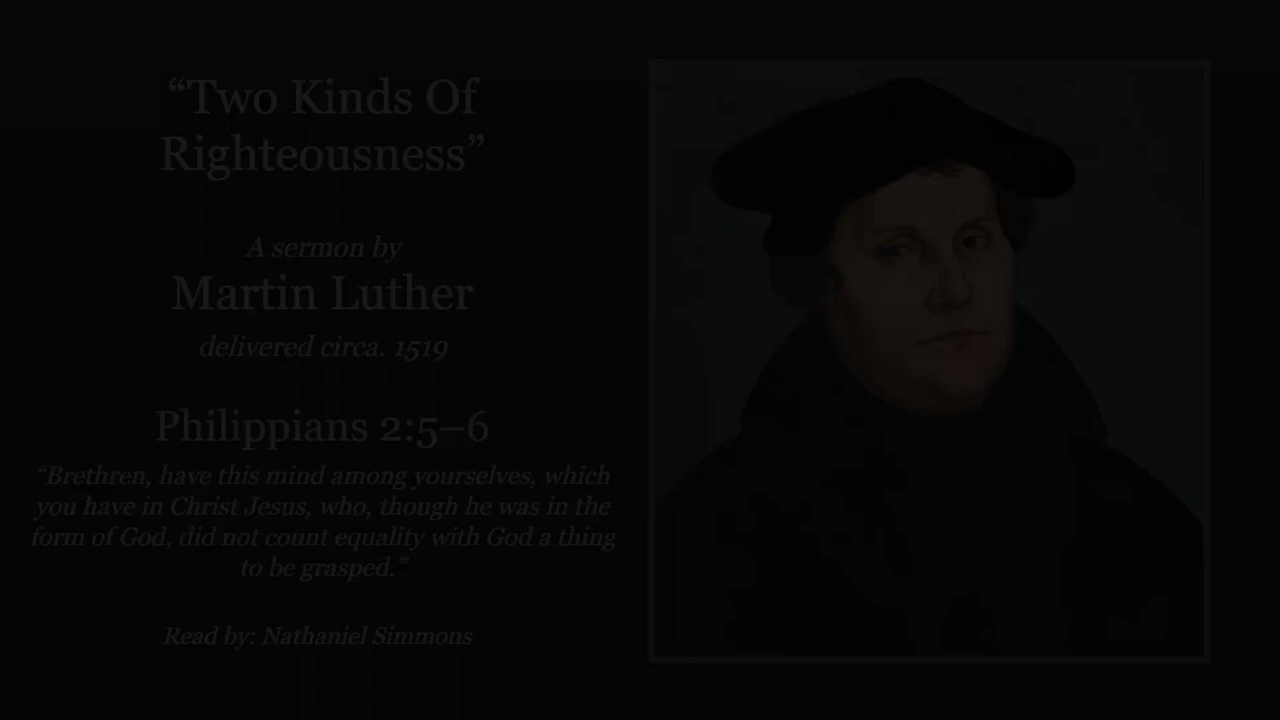 “Two Kinds Of
Righteousness”
A sermon by
Martin Luther
delivered circa. 1519
Philippians 2:5–6
“Brethren, have this mind among yourselves, which
you have in Christ Jesus, who, though he was in the
form of God, did not count equality with God a thing
to be grasped.”
Read by: Nathaniel Simmons